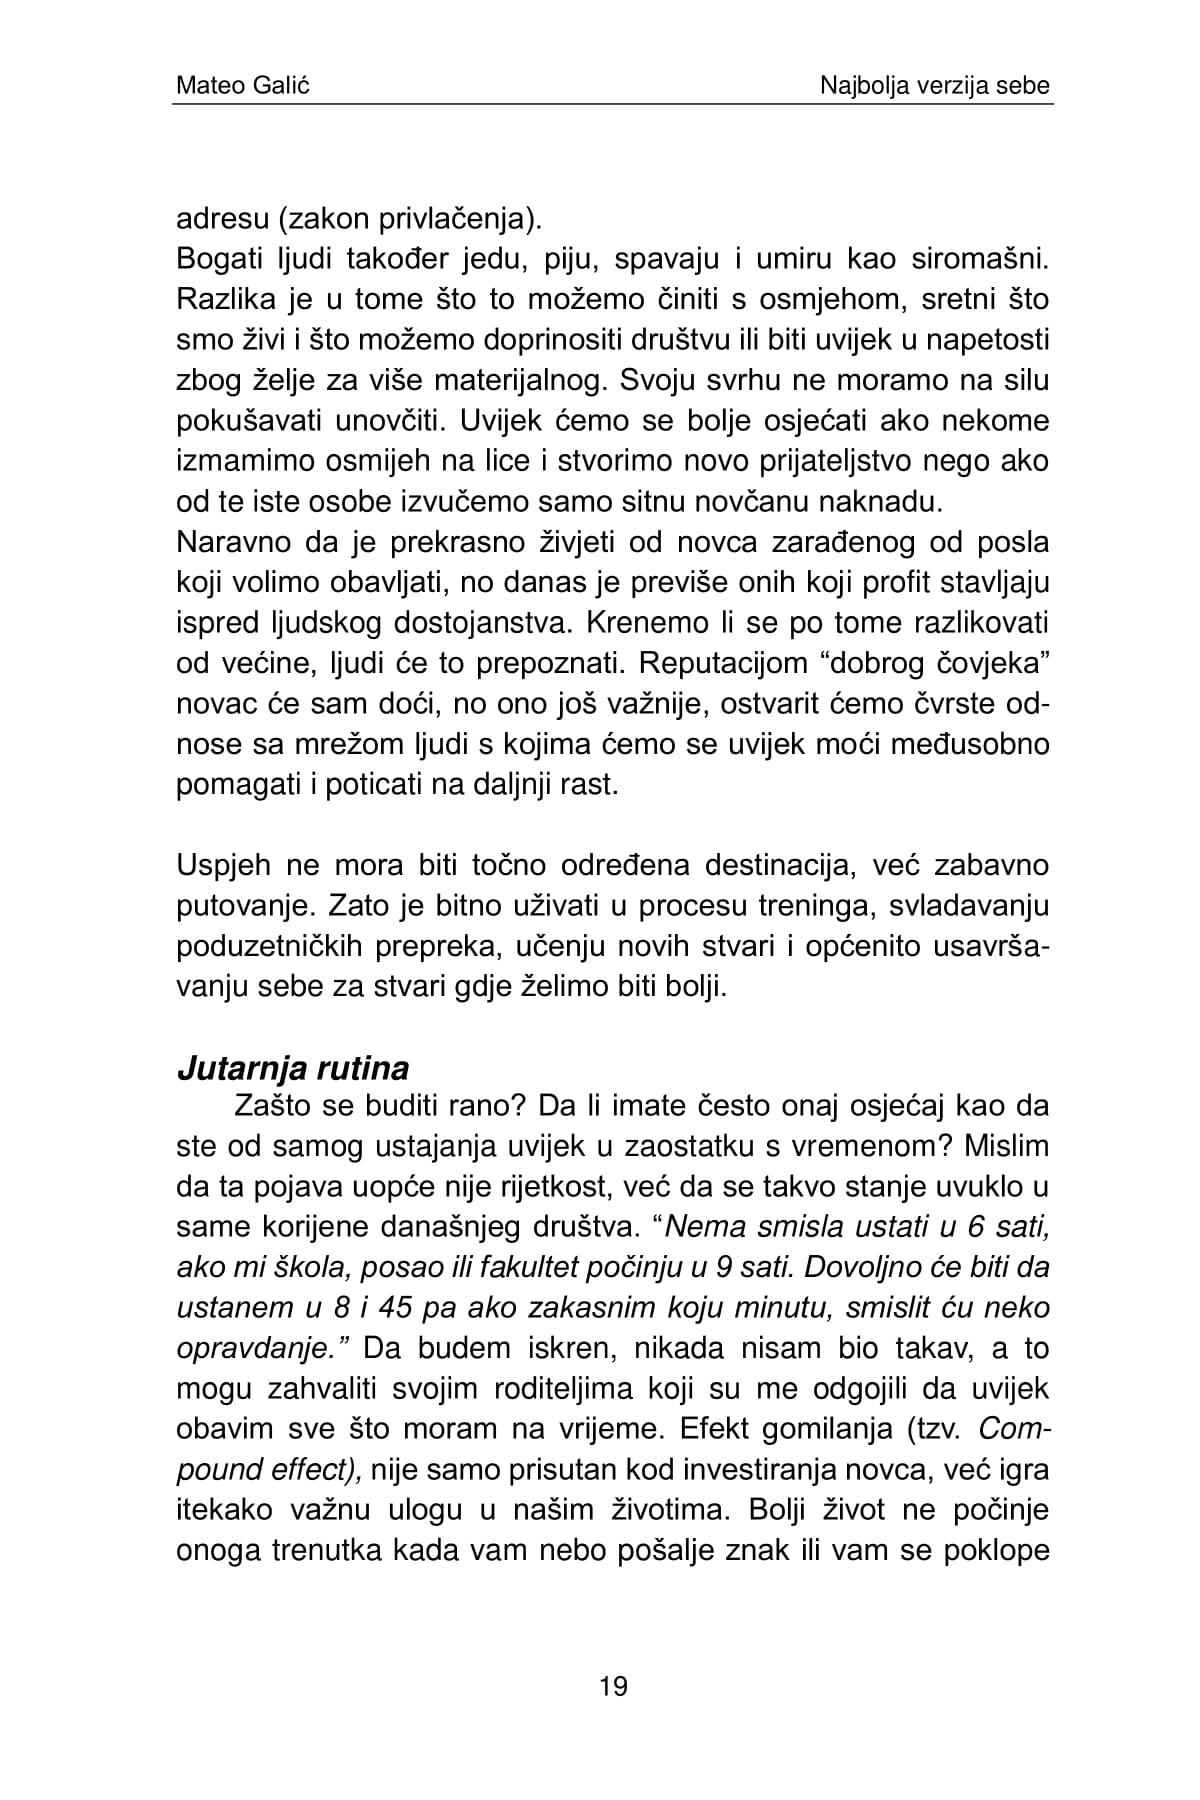 Mateo Galić Najbolja verzija sebe
adresu (zakon privlačenja).
Bogati ljudi također jedu, piju, spavaju i umiru kao siromašni.
Razlika je u tome što to možemo činiti s osmjehom, sretni što
smo živi i što možemo doprinositi društvu ili biti uvijek u napetosti
zbog želje za više materijalnog. Svoju svrhu ne moramo na silu
pokušavati unovčiti. Uvijek ćemo se bolje osjećati ako nekome
izmamimo osmijeh na lice i stvorimo novo prijateljstvo nego ako
od te iste osobe izvučemo samo sitnu novčanu naknadu.
Naravno da je prekrasno živjeti od novca zarađenog od posla
koji volimo obavljati, no danas je previše onih koji profit stavljaju
ispred ljudskog dostojanstva. Krenemo li se po tome razlikovati
od većine, ljudi će to prepoznati. Reputacijom “dobrog čovjeka”
novac će sam doći, no ono još važnije, ostvarit ćemo čvrste od-
nose sa mrežom ljudi s kojima ćemo se uvijek moći međusobno
pomagati i poticati na daljnji rast.
Uspjeh ne mora biti točno određena destinacija, već zabavno
putovanje. Zato je bitno uživati u procesu treninga, svladavanju
poduzetničkih prepreka, učenju novih stvari i općenito usavrša-
vanju sebe za stvari gdje želimo biti bolji.
Jutarnja rutina
Zašto se buditi rano? Da li imate često onaj osjećaj kao da
ste od samog ustajanja uvijek u zaostatku s vremenom? Mislim
da ta pojava uopće nije rijetkost, već da se takvo stanje uvuklo u
same korijene današnjeg društva. “Nema smisla ustati u 6 sati,
ako mi škola, posao ili fakultet počinju u 9 sati. Dovoljno će biti da
ustanem u 8 i 45 pa ako zakasnim koju minutu, smislit ću neko
opravdanje.” Da budem iskren, nikada nisam bio takav, a to
mogu zahvaliti svojim roditeljima koji su me odgojili da uvijek
obavim sve što moram na vrijeme. Efekt gomilanja (tzv. Com-
pound effect), nije samo prisutan kod investiranja novca, već igra
itekako važnu ulogu u našim životima. Bolji život ne počinje
onoga trenutka kada vam nebo pošalje znak ili vam se poklope
19